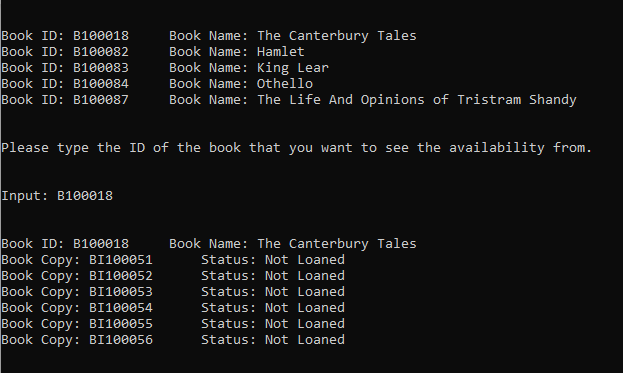 Book ID: B100018     Book Name: The Canterbury Tales
Book ID: B100082     Book Name: Hamlet
Book ID: B100083     Book Name: King Lear
Book ID: B100084     Book Name: Othello
Book ID: B100087     Book Name: The Life And Opinions of Tristram Shandy
Please type the ID of the book that you want to see the availability from.
Input: B100018
Book ID: B100018     Book Name: The Canterbury Tales
Book Copy: BI100051      Status: Not Loaned
Book Copy: BI100052      Status: Not Loaned
Book Copy: BI100053      Status: Not Loaned
Book Copy: BI100054      Status: Not Loaned
Book Copy: BI100055      Status: Not Loaned
Book Copy: BI100056      Status: Not Loaned